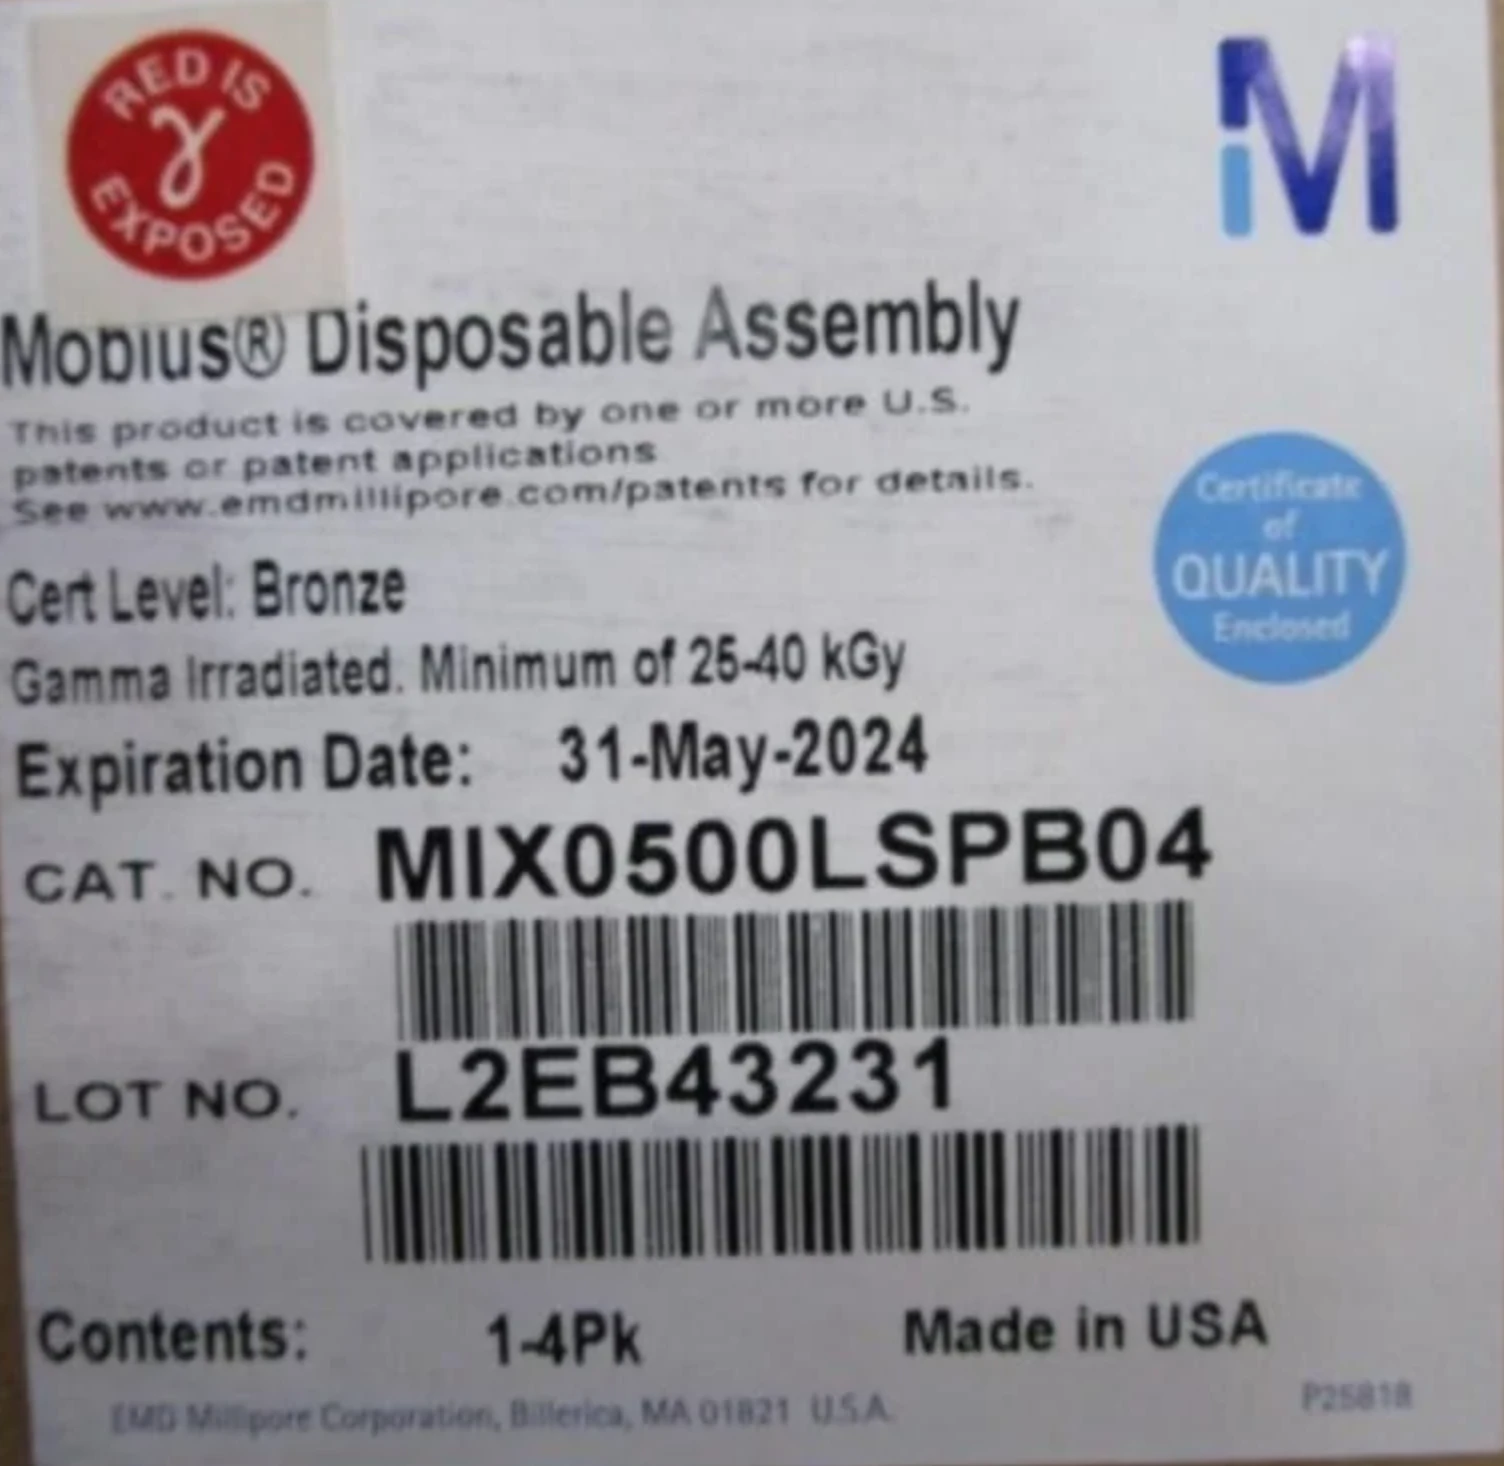 RED IS
γ
EXPOSED
M
Mobius® Disposable Assembly
This product is covered by one or more U.S.
patents or patent applications
See www.emdmillipore.com/patents for details.
Certificate
of
QUALITY
Enclosed
Cert Level: Bronze
Gamma Irradiated. Minimum of 25-40 kGy
Expiration Date: 31-May-2024
CAT. NO. MIX0500LSPB04
LOT NO. L2EB43231
Contents: 1-4Pk Made in USA
EMD Millipore Corporation, Billerica, MA 01821 U.S.A.
P25818